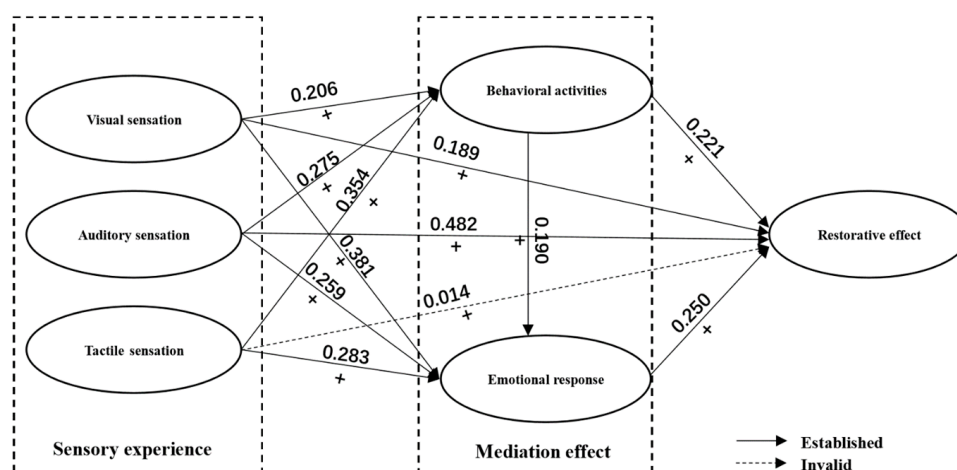 Visual sensation
Auditory sensation
Tactile sensation
Sensory experience
0.206
+
0.275
+
0.354
+
0.189
+
0.482
+
+
0.190
0.381
+
0.259
+
0.014
+
0.283
+
Behavioral activities
Emotional response
Mediation effect
0.221
+
0.250
+
Restorative effect
Established
Invalid